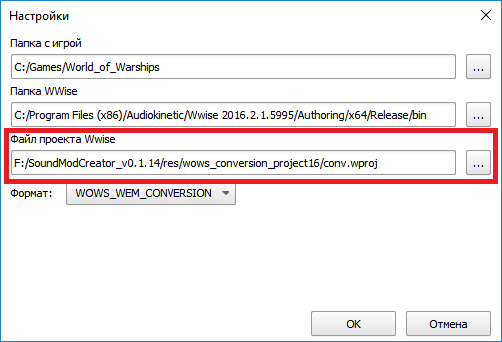 Настройки
Папка с игрой
C:/Games/World_of_Warships
...
Папка WWise
C:/Program Files (x86)/Audiokinetic/Wwise 2016.2.1.5995/Authoring/x64/Release/bin
...
Файл проекта Wwise
F:/SoundModCreator_v0.1.14/res/wows_conversion_project16/conv.wproj
...
Формат: WOWS_WEM_CONVERSION
OK Отмена